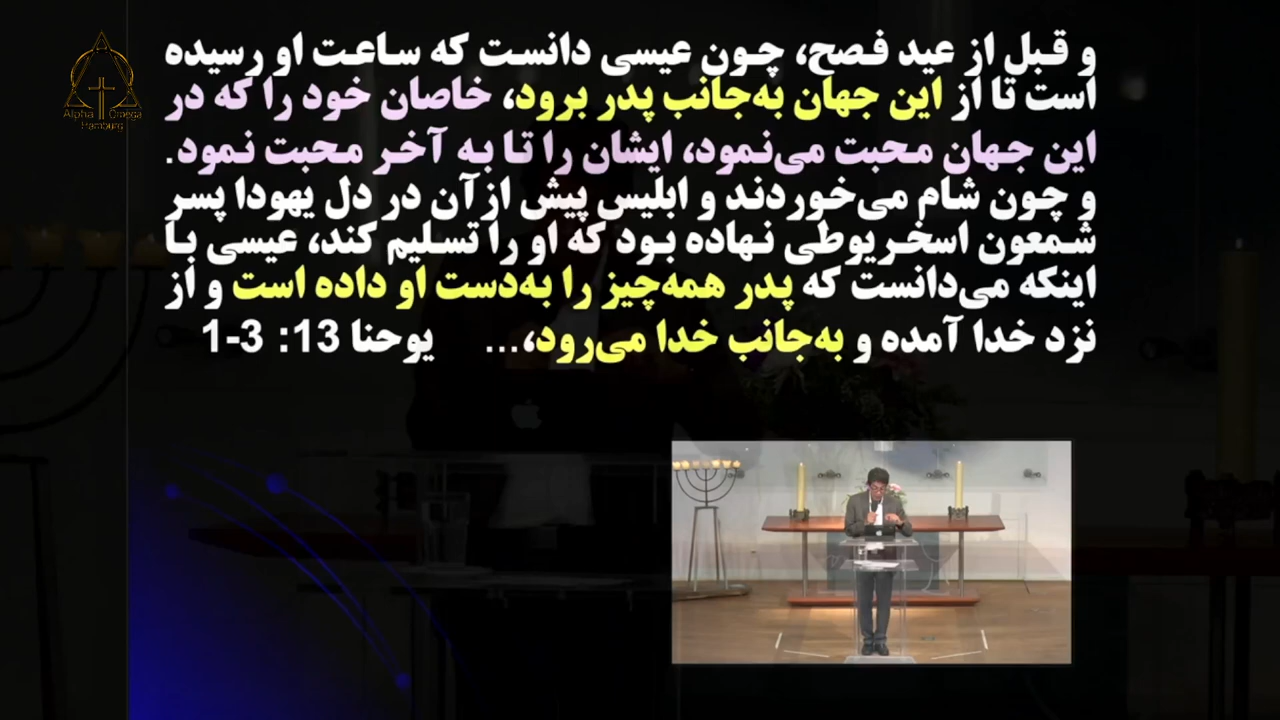 Alpha Omega
Hamburg
و قبل از عید فصح، چون عیسی دانست که ساعت او رسیده
است تا از این جهان به‌جانب پدر برود، خاصان خود را که در
این جهان محبت می‌نمود، ایشان را تا به آخر محبت نمود.
و چون شام می‌خوردند و ابلیس پیش ازآن در دل یهودا پسر
شمعون اسخریوطی نهاده بود که او را تسلیم کند، عیسی با
اینکه می‌دانست که پدر همه‌چیز را به‌دست او داده است و از
نزد خدا آمده و به‌جانب خدا می‌رود،... یوحنا 13: 3-1